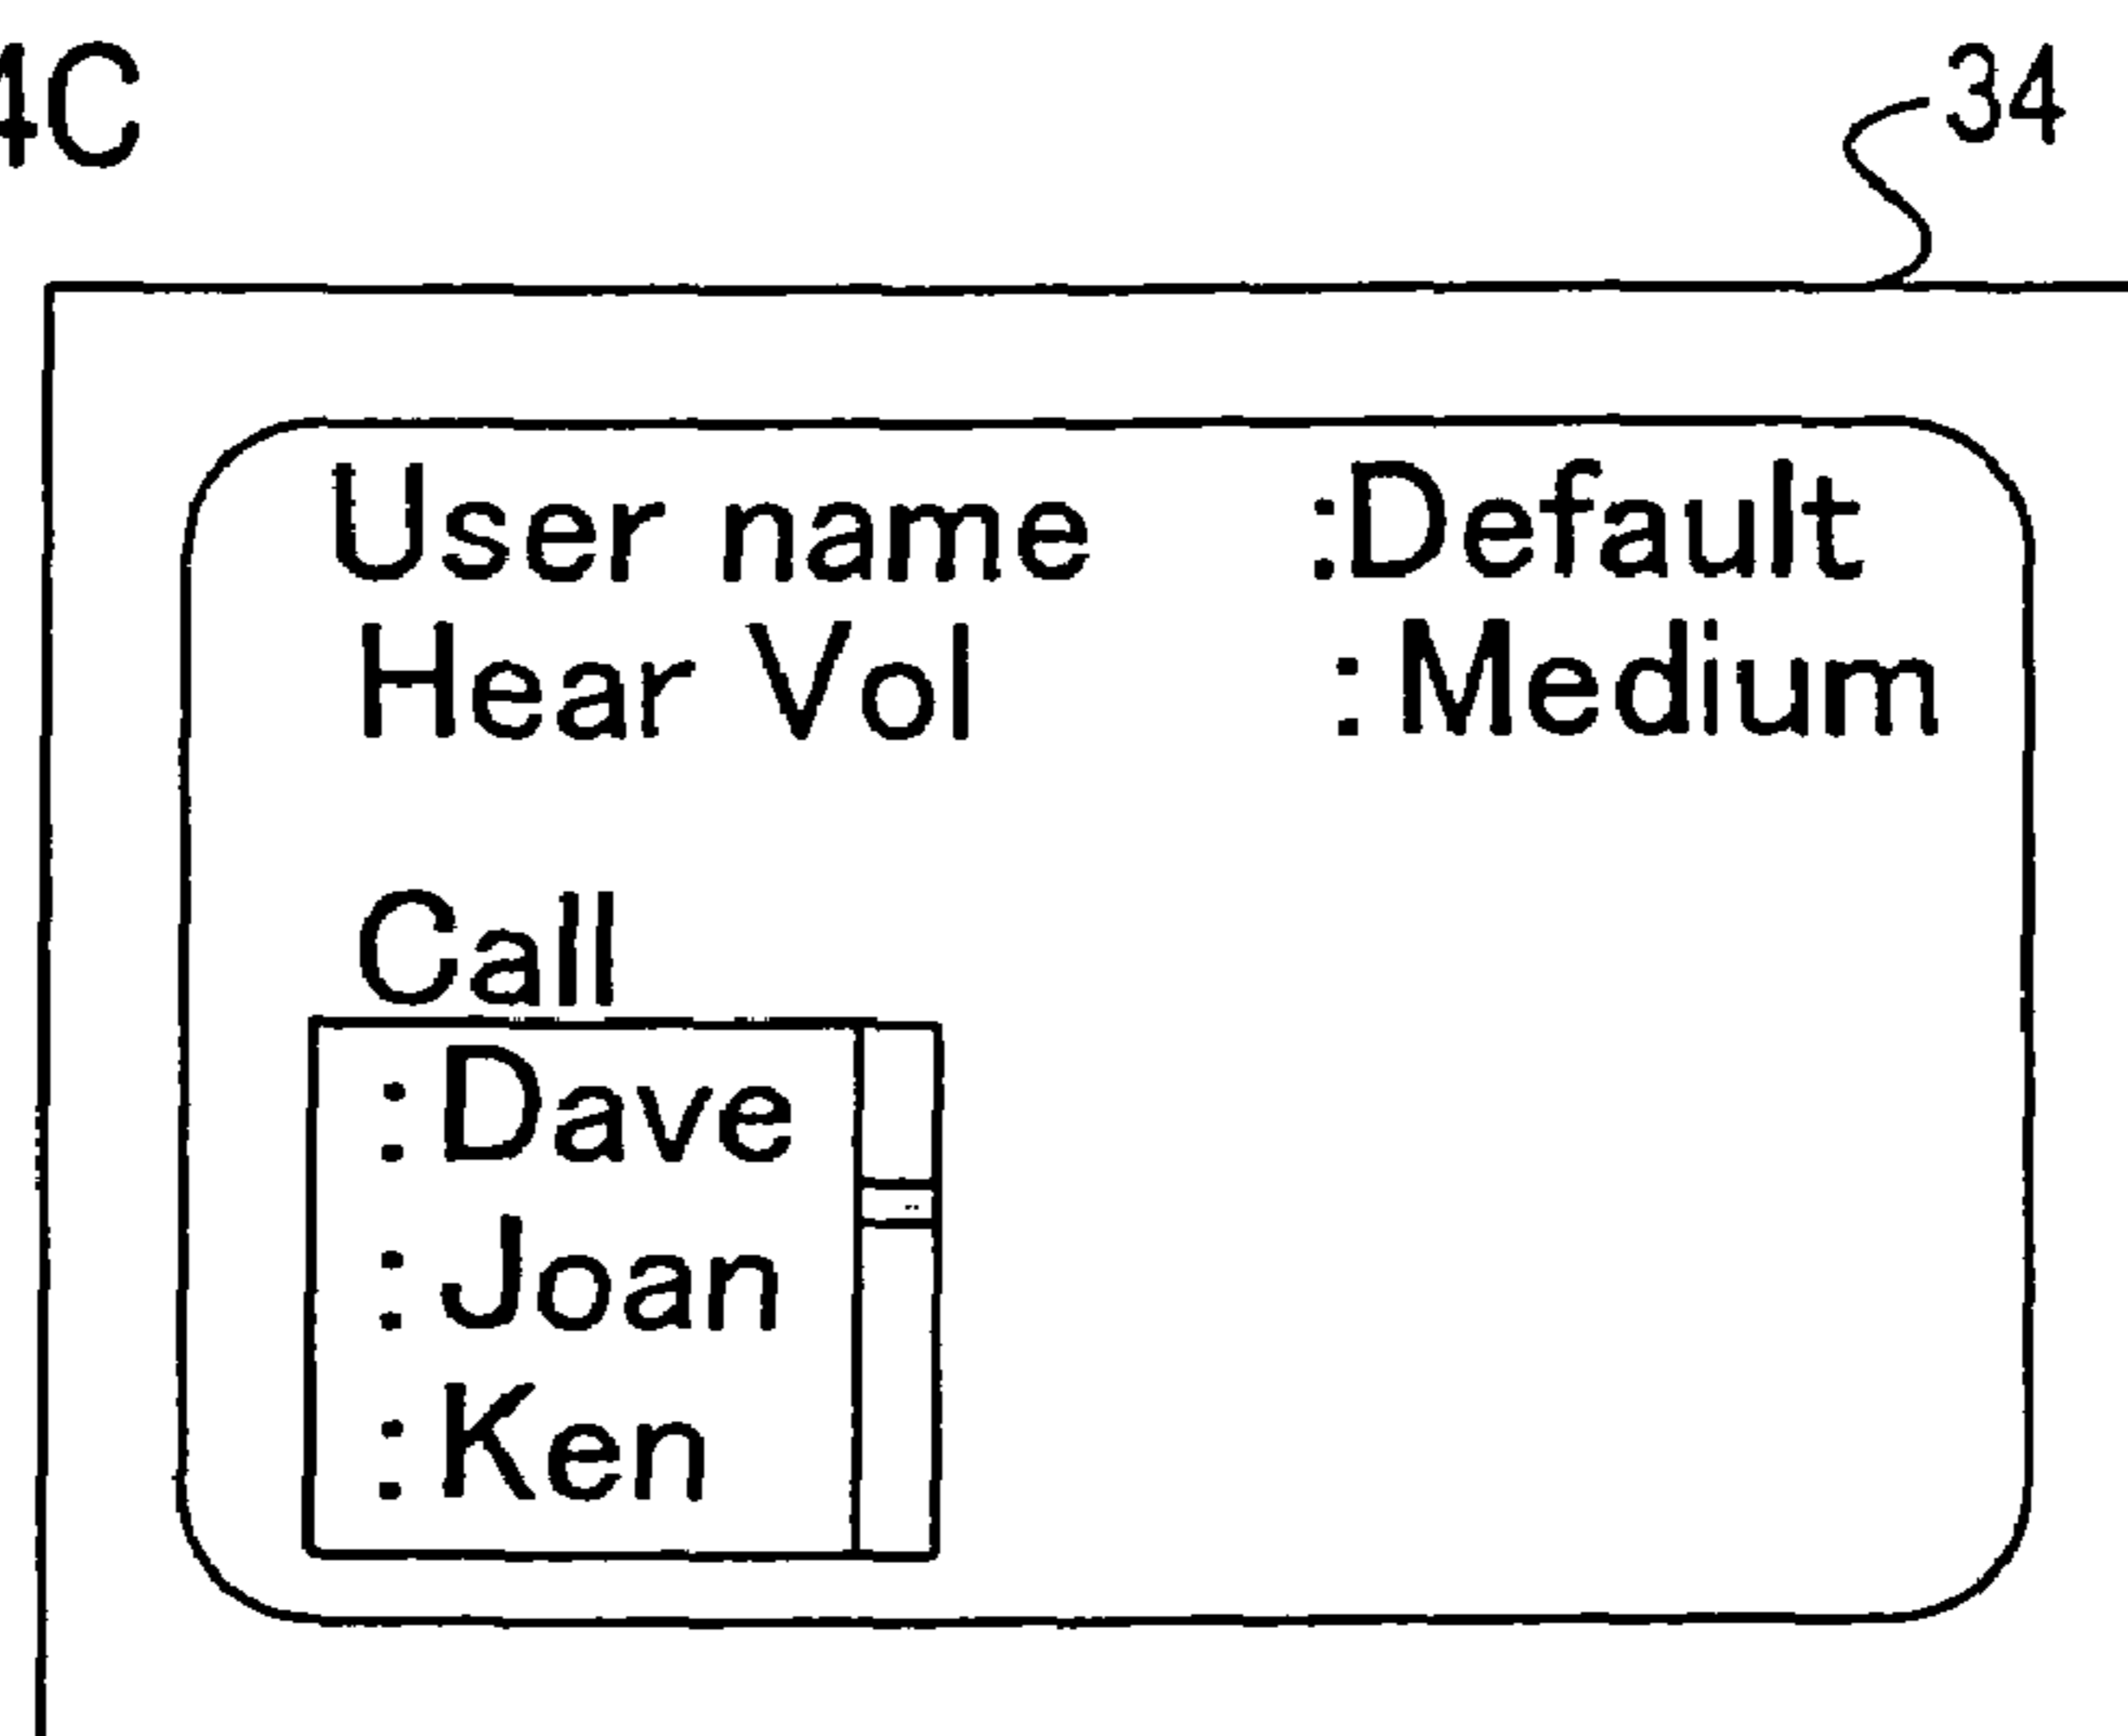 4C
34
User name :Default
Hear Vol : Medium
Call
: Dave
: Joan
: Ken